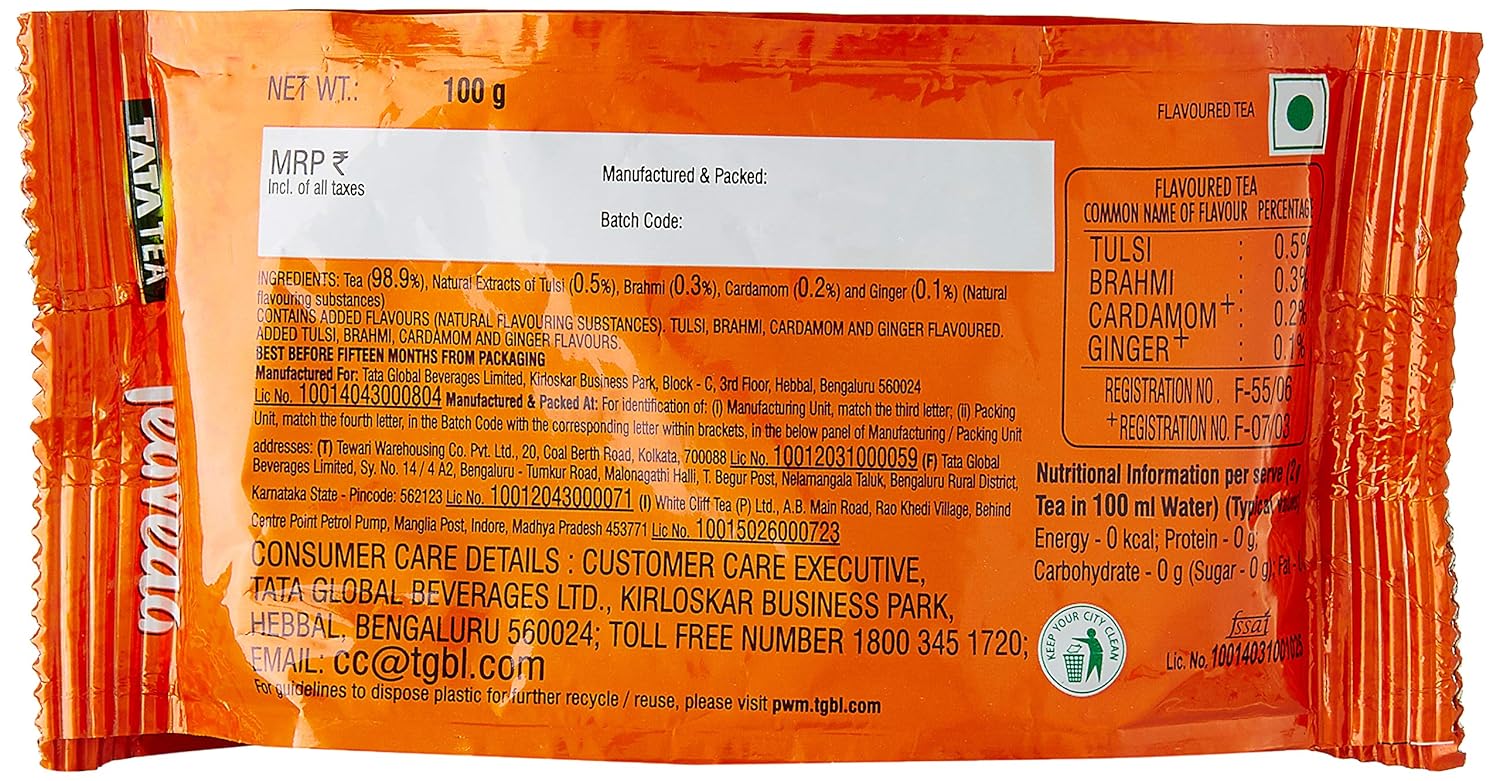 TATA TEA
Teaveda
NET WT.: 100 g
MRP ₹
Incl. of all taxes
Manufactured & Packed:
Batch Code:
INGREDIENTS: Tea (98.9%), Natural Extracts of Tulsi (0.5%), Brahmi (0.3%), Cardamom (0.2%) and Ginger (0.1%) (Natural
flavouring substances)
CONTAINS ADDED FLAVOURS (NATURAL FLAVOURING SUBSTANCES). TULSI, BRAHMI, CARDAMOM AND GINGER FLAVOURED.
ADDED TULSI, BRAHMI, CARDAMOM AND GINGER FLAVOURS.
BEST BEFORE FIFTEEN MONTHS FROM PACKAGING
Manufactured For: Tata Global Beverages Limited, Kirloskar Business Park, Block - C, 3rd Floor, Hebbal, Bengaluru 560024
Lic No. 10014043000804 Manufactured & Packed At: For identification of: (i) Manufacturing Unit, match the third letter; (ii) Packing
Unit, match the fourth letter, in the Batch Code with the corresponding letter within brackets, in the below panel of Manufacturing / Packing Unit
addresses: (T) Tewari Warehousing Co. Pvt. Ltd., 20, Coal Berth Road, Kolkata, 700088 Lic No. 10012031000059 (F) Tata Global
Beverages Limited, Sy. No. 14 / 4 A2, Bengaluru - Tumkur Road, Malonagathi Halli, T. Begur Post, Nelamangala Taluk, Bengaluru Rural District,
Karnataka State - Pincode: 562123 Lic No. 10012043000071 (I) White Cliff Tea (P) Ltd., A.B. Main Road, Rao Khedi Village, Behind
Centre Point Petrol Pump, Manglia Post, Indore, Madhya Pradesh 453771 Lic No. 10015026000723
CONSUMER CARE DETAILS : CUSTOMER CARE EXECUTIVE,
TATA GLOBAL BEVERAGES LTD., KIRLOSKAR BUSINESS PARK,
HEBBAL, BENGALURU 560024; TOLL FREE NUMBER 1800 345 1720;
EMAIL: cc@tgbl.com
For guidelines to dispose plastic for further recycle / reuse, please visit pwm.tgbl.com
FLAVOURED TEA
FLAVOURED TEA
COMMON NAME OF FLAVOUR PERCENTAG
TULSI : 0.5%
BRAHMI : 0.3%
CARDAMOM+ : 0.2%
GINGER+ : 0.1%
REGISTRATION NO. F-55/06
+REGISTRATION NO. F-07/03
Nutritional Information per serve (2g
Tea in 100 ml Water) (Typical values)
Energy - 0 kcal; Protein - 0 g;
Carbohydrate - 0 g (Sugar - 0 g); Fat -
KEEP YOUR CITY CLEAN
fssai
Lic. No.